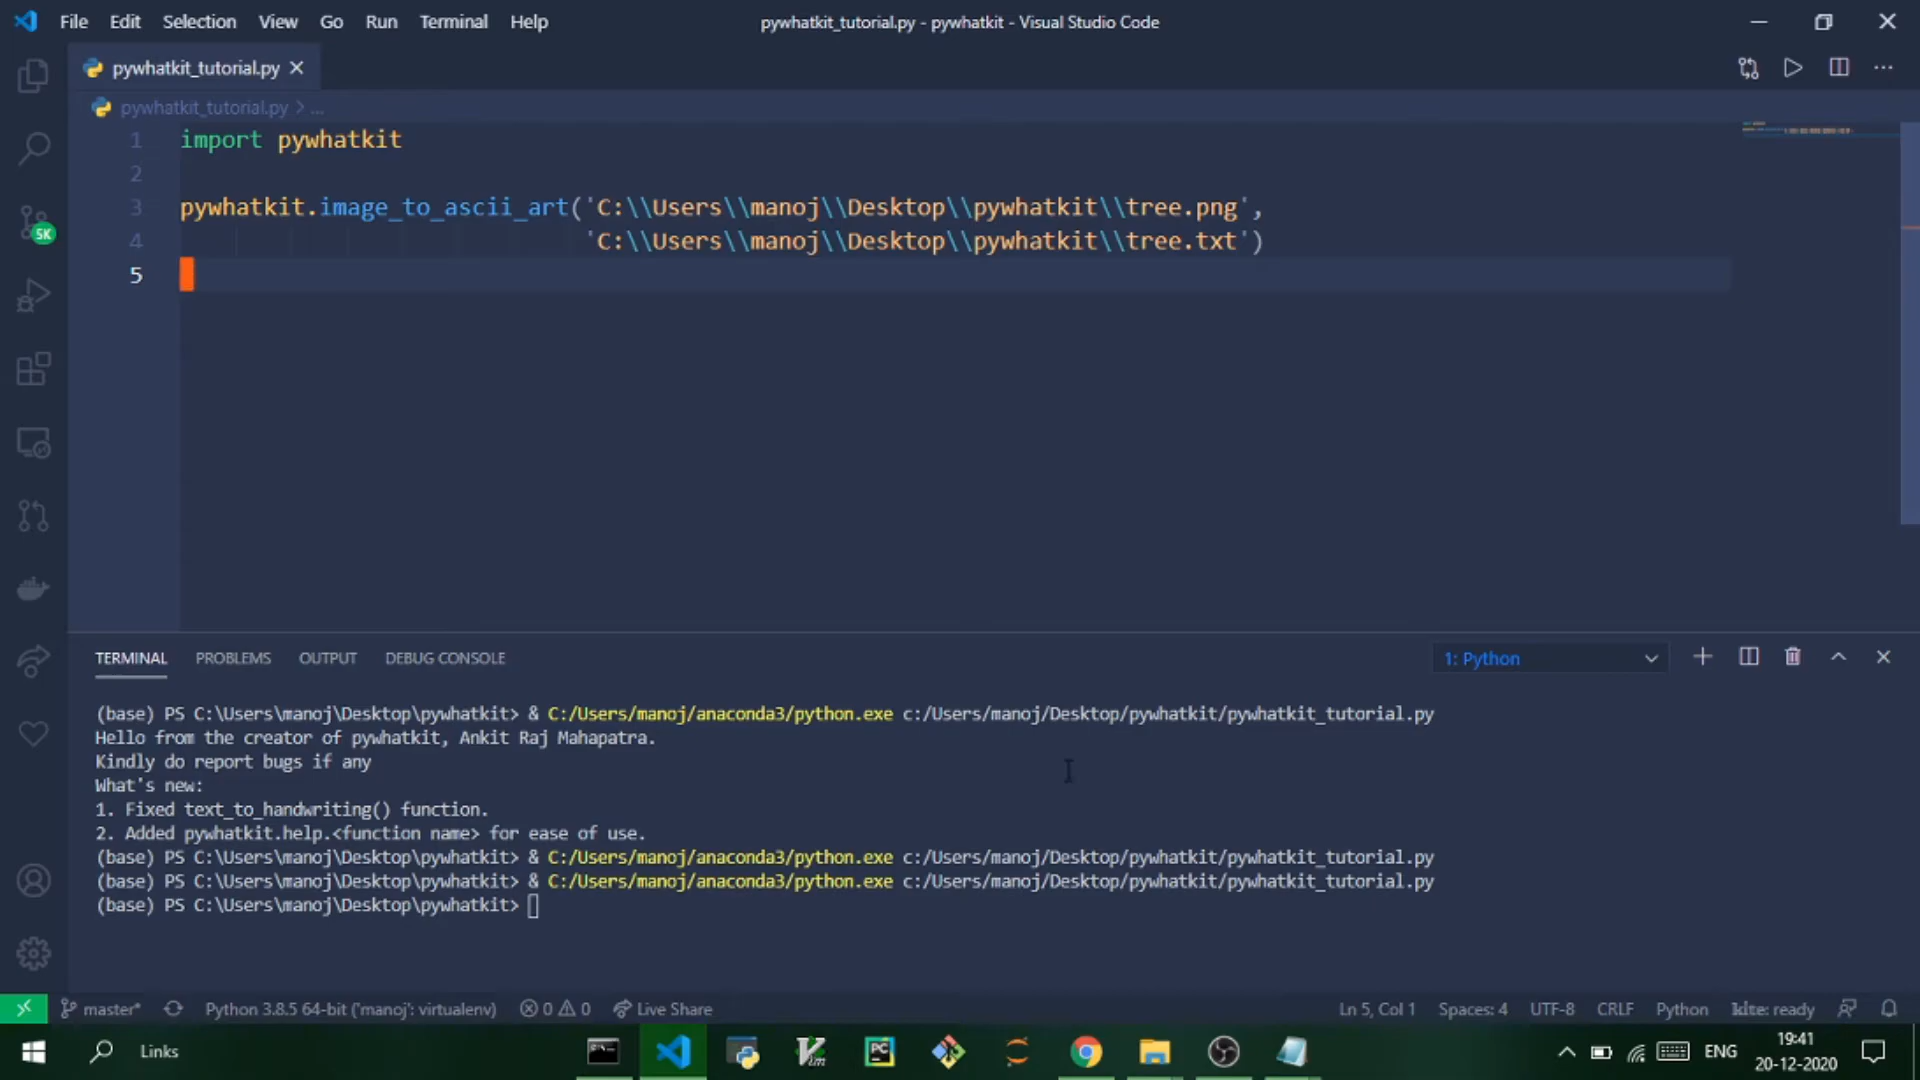 File Edit Selection View Go Run Terminal Help
pywhatkit_tutorial.py - pywhatkit - Visual Studio Code
pywhatkit_tutorial.py
pywhatkit_tutorial.py > ...
1 import pywhatkit
2
3 pywhatkit.image_to_ascii_art('C:\\Users\\manoj\\Desktop\\pywhatkit\\tree.png',
4 'C:\\Users\\manoj\\Desktop\\pywhatkit\\tree.txt')
5
5K
TERMINAL PROBLEMS OUTPUT DEBUG CONSOLE
1: Python
(base) PS C:\Users\manoj\Desktop\pywhatkit> & C:/Users/manoj/anaconda3/python.exe c:/Users/manoj/Desktop/pywhatkit/pywhatkit_tutorial.py
Hello from the creator of pywhatkit, Ankit Raj Mahapatra.
Kindly do report bugs if any
What's new:
1. Fixed text_to_handwriting() function.
2. Added pywhatkit.help.<function name> for ease of use.
(base) PS C:\Users\manoj\Desktop\pywhatkit> & C:/Users/manoj/anaconda3/python.exe c:/Users/manoj/Desktop/pywhatkit/pywhatkit_tutorial.py
(base) PS C:\Users\manoj\Desktop\pywhatkit> & C:/Users/manoj/anaconda3/python.exe c:/Users/manoj/Desktop/pywhatkit/pywhatkit_tutorial.py
(base) PS C:\Users\manoj\Desktop\pywhatkit>
master* Python 3.8.5 64-bit ('manoj': virtualenv) 0 0 Live Share
Ln 5, Col 1 Spaces: 4 UTF-8 CRLF Python kite: ready
Links
PC
ENG
19:41
20-12-2020